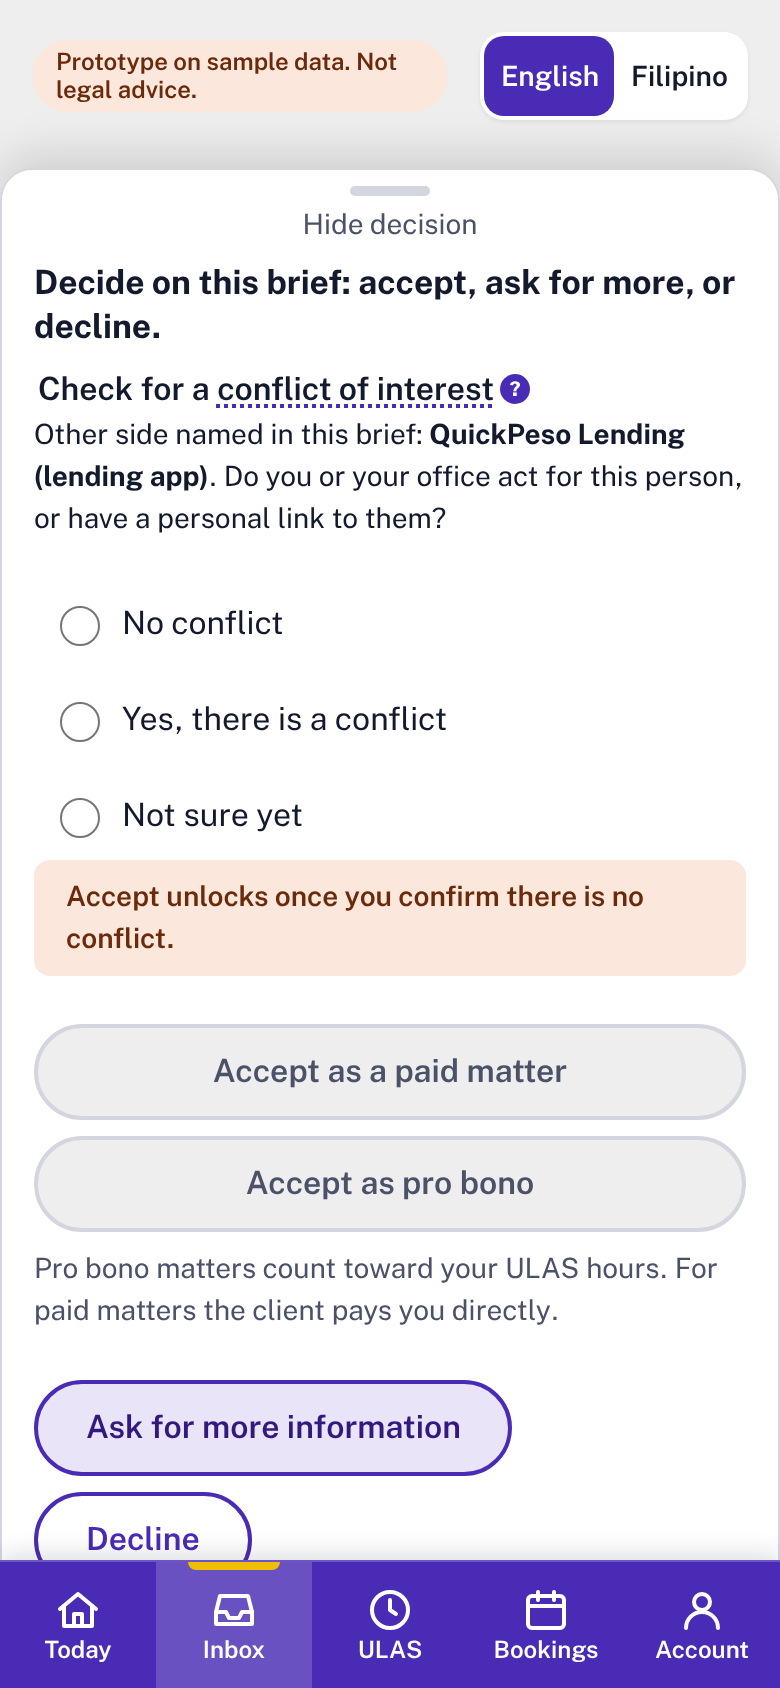 Prototype on sample data. Not
legal advice.
English
Filipino
Hide decision
Decide on this brief: accept, ask for more, or
decline.
Check for a conflict of interest ?
Other side named in this brief: QuickPeso Lending
(lending app). Do you or your office act for this person,
or have a personal link to them?
No conflict
Yes, there is a conflict
Not sure yet
Accept unlocks once you confirm there is no
conflict.
Accept as a paid matter
Accept as pro bono
Pro bono matters count toward your ULAS hours. For
paid matters the client pays you directly.
Ask for more information
Decline
Today
Inbox
ULAS
Bookings
Account